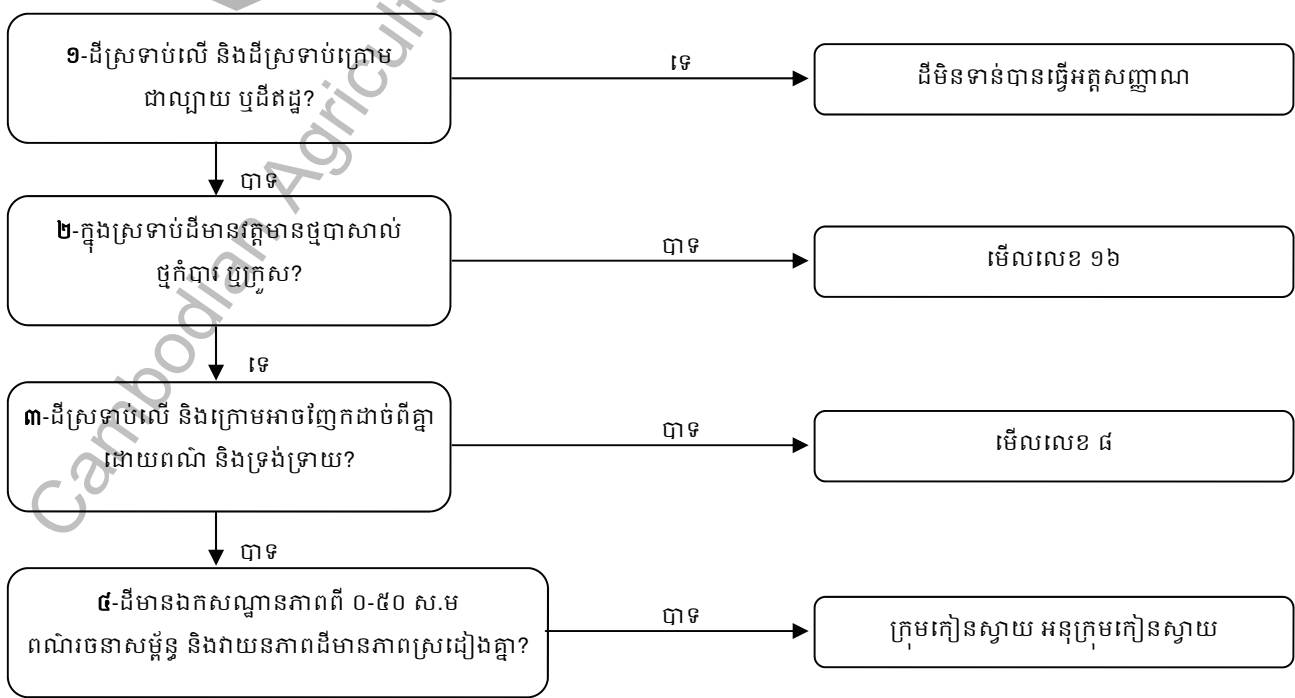 ១-ដីស្រទាប់លើ និងដីស្រទាប់ក្រោម
ជាល្បាយ ឬដីឥដ្ឋ?
ទេ
ដីមិនទាន់បានធ្វើអត្តសញ្ញាណ
បាទ
២-ក្នុងស្រទាប់ដីមានវត្តមានថ្មបាសាល់
ថ្មកំបោរ ឬក្រួស?
បាទ
មើលលេខ ១៦
ទេ
៣-ដីស្រទាប់លើ និងក្រោមអាចញែកដាច់ពីគ្នា
ដោយពណ៌ និងទ្រង់ទ្រាយ?
បាទ
មើលលេខ ៨
បាទ
៤-ដីមានឯកសណ្ឋានភាពពី ០-៥០ ស.ម
ពណ៌រចនាសម្ព័ន្ធ និងវាយនភាពដីមានភាពស្រដៀងគ្នា?
បាទ
ក្រុមកៀនស្វាយ អនុក្រុមកៀនស្វាយ
Cambodian